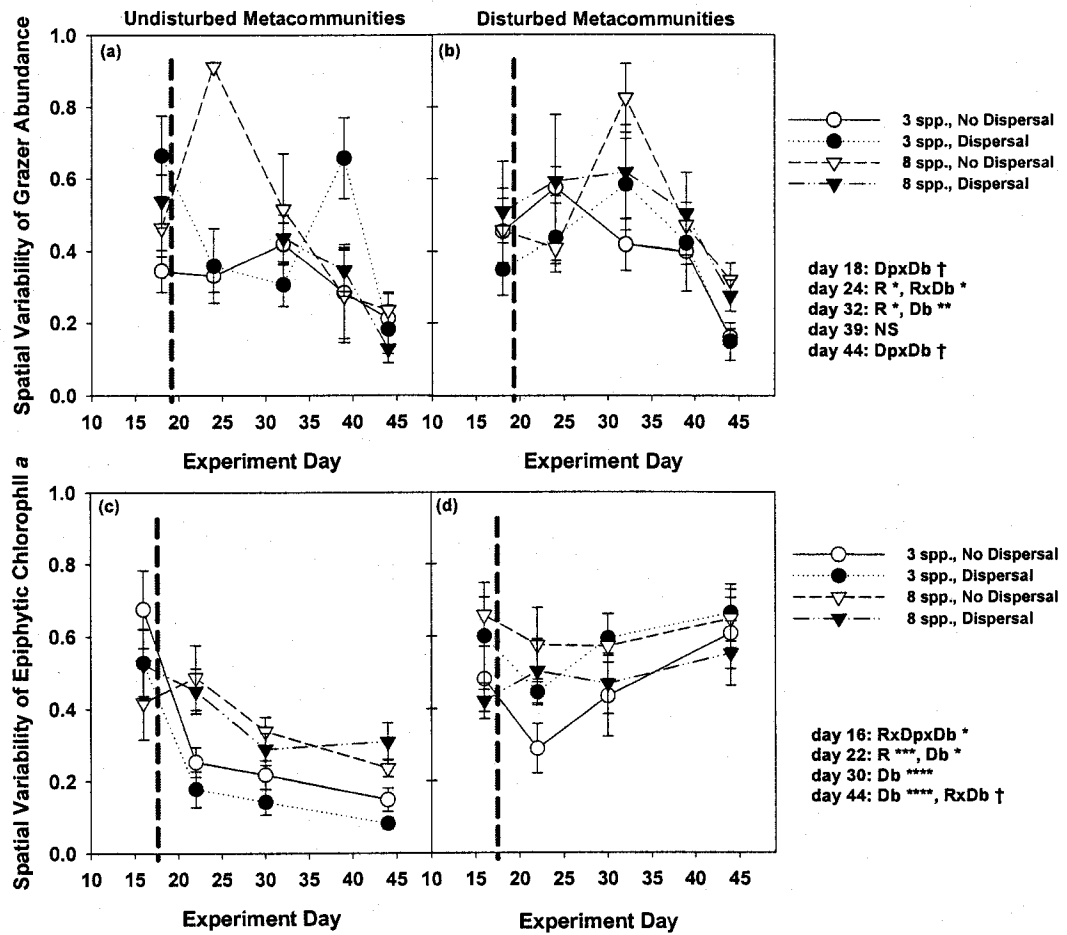 Undisturbed Metacommunities
Disturbed Metacommunities
Spatial Variability of Grazer Abundance
1.0
0.8
0.6
0.4
0.2
0.0
(a)
(b)
10 15 20 25 30 35 40 45
10 15 20 25 30 35 40 45
Experiment Day
Experiment Day
3 spp., No Dispersal
3 spp., Dispersal
8 spp., No Dispersal
8 spp., Dispersal
day 18: DpxDb †
day 24: R *, RxDb *
day 32: R *, Db **
day 39: NS
day 44: DpxDb †
Spatial Variability of Epiphytic Chlorophll a
1.0
0.8
0.6
0.4
0.2
0.0
(c)
(d)
10 15 20 25 30 35 40 45
10 15 20 25 30 35 40 45
Experiment Day
Experiment Day
3 spp., No Dispersal
3 spp., Dispersal
8 spp., No Dispersal
8 spp., Dispersal
day 16: RxDpxDb *
day 22: R ***, Db *
day 30: Db ****
day 44: Db ****, RxDb †